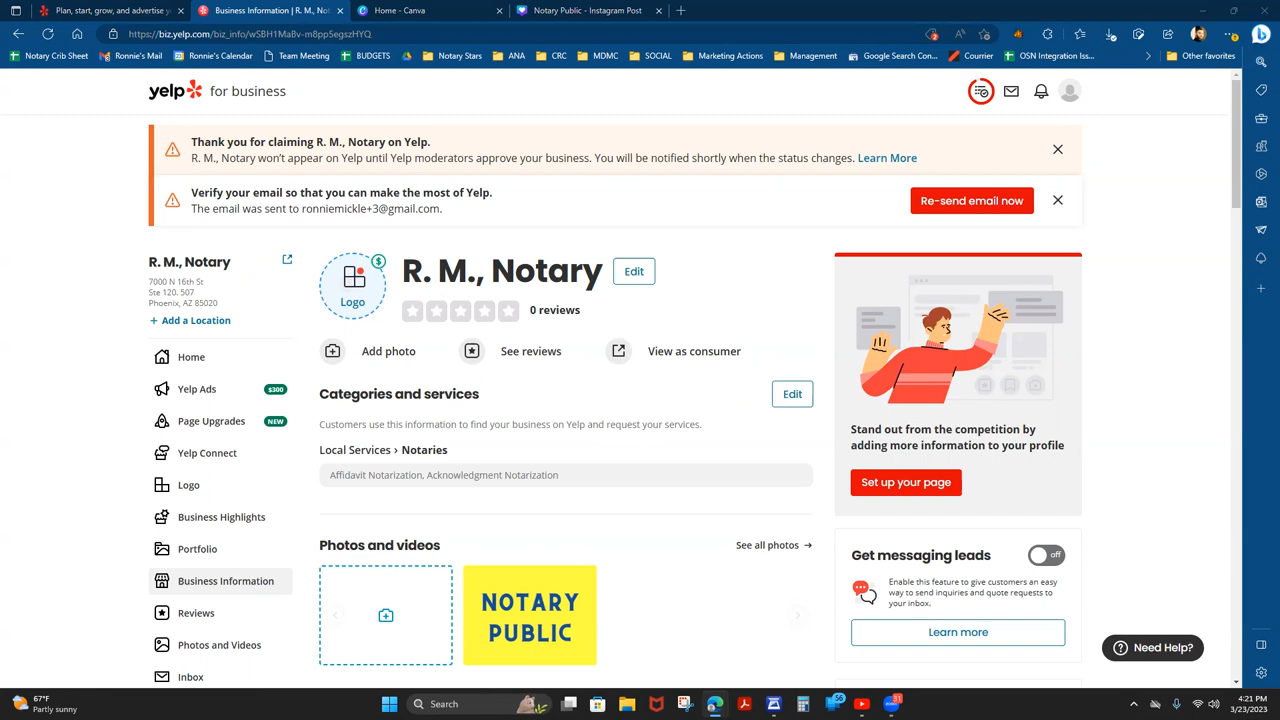 Plan, start, grow, and advertise y
Business Information | R. M., Not
Home - Canva
Notary Public - Instagram Post
https://biz.yelp.com/biz_info/wSBH1MaBv-m8pp5egszHYQ
Notary Crib Sheet
Ronnie's Mail
Ronnie's Calendar
Team Meeting
BUDGETS
Notary Stars
ANA
CRC
MDMC
SOCIAL
Marketing Actions
Management
Google Search Con...
Courrier
OSN Integration Iss...
Other favorites
yelp for business
Thank you for claiming R. M., Notary on Yelp.
R. M., Notary won't appear on Yelp until Yelp moderators approve your business. You will be notified shortly when the status changes. Learn More
Verify your email so that you can make the most of Yelp.
The email was sent to ronniemickle+3@gmail.com.
Re-send email now
R. M., Notary
7000 N 16th St
Ste 120. 507
Phoenix, AZ 85020
+ Add a Location
Home
Yelp Ads
$300
Page Upgrades
NEW
Yelp Connect
Logo
Business Highlights
Portfolio
Business Information
Reviews
Photos and Videos
Inbox
$
Logo
R. M., Notary
Edit
0 reviews
Add photo
See reviews
View as consumer
Categories and services
Edit
Customers use this information to find your business on Yelp and request your services.
Local Services › Notaries
Affidavit Notarization, Acknowledgment Notarization
Photos and videos
See all photos →
NOTARY
PUBLIC
Stand out from the competition by
adding more information to your profile
Set up your page
Get messaging leads
off
Enable this feature to give customers an easy
way to send inquiries and quote requests to
your inbox.
Learn more
Need Help?
67°F
Partly sunny
Search
4:21 PM
3/23/2023